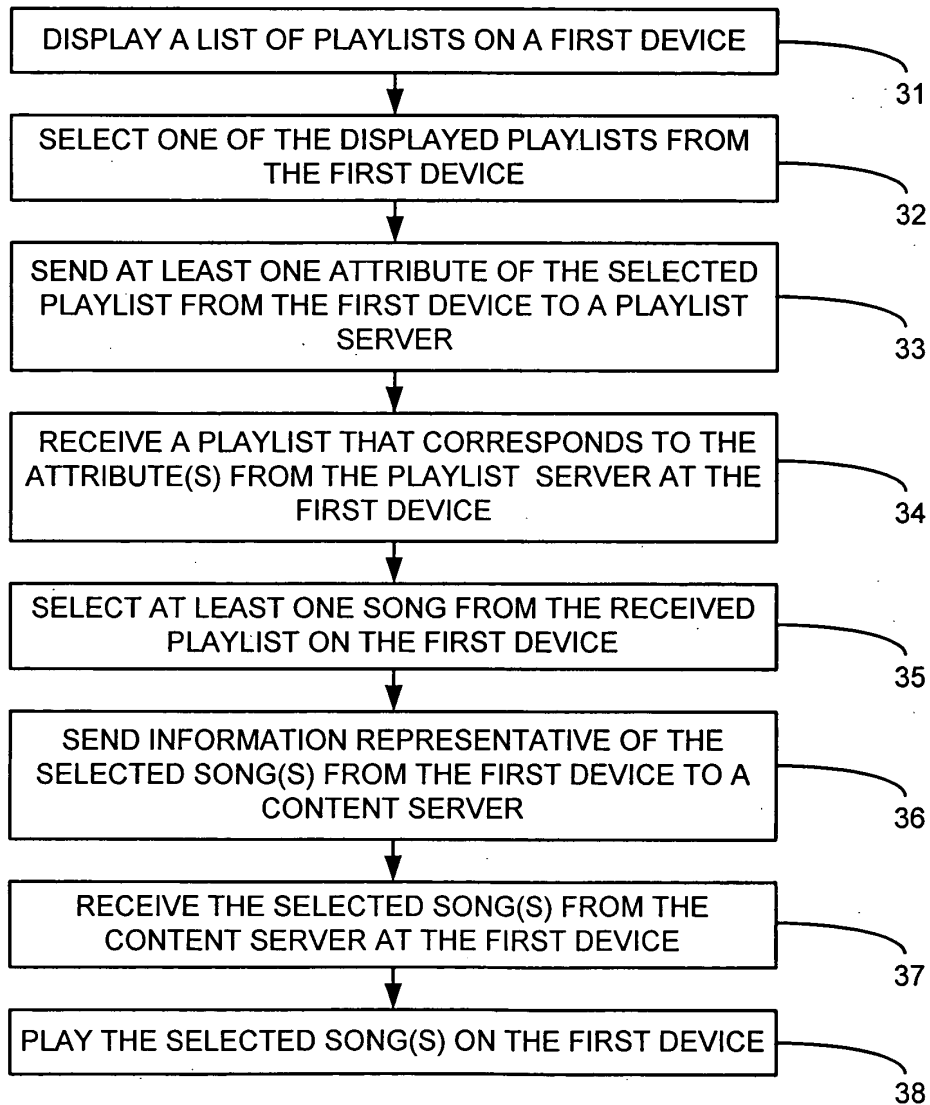 DISPLAY A LIST OF PLAYLISTS ON A FIRST DEVICE
31
SELECT ONE OF THE DISPLAYED PLAYLISTS FROM
THE FIRST DEVICE
32
SEND AT LEAST ONE ATTRIBUTE OF THE SELECTED
PLAYLIST FROM THE FIRST DEVICE TO A PLAYLIST
SERVER
33
RECEIVE A PLAYLIST THAT CORRESPONDS TO THE
ATTRIBUTE(S) FROM THE PLAYLIST SERVER AT THE
FIRST DEVICE
34
SELECT AT LEAST ONE SONG FROM THE RECEIVED
PLAYLIST ON THE FIRST DEVICE
35
SEND INFORMATION REPRESENTATIVE OF THE
SELECTED SONG(S) FROM THE FIRST DEVICE TO A
CONTENT SERVER
36
RECEIVE THE SELECTED SONG(S) FROM THE
CONTENT SERVER AT THE FIRST DEVICE
37
PLAY THE SELECTED SONG(S) ON THE FIRST DEVICE
38